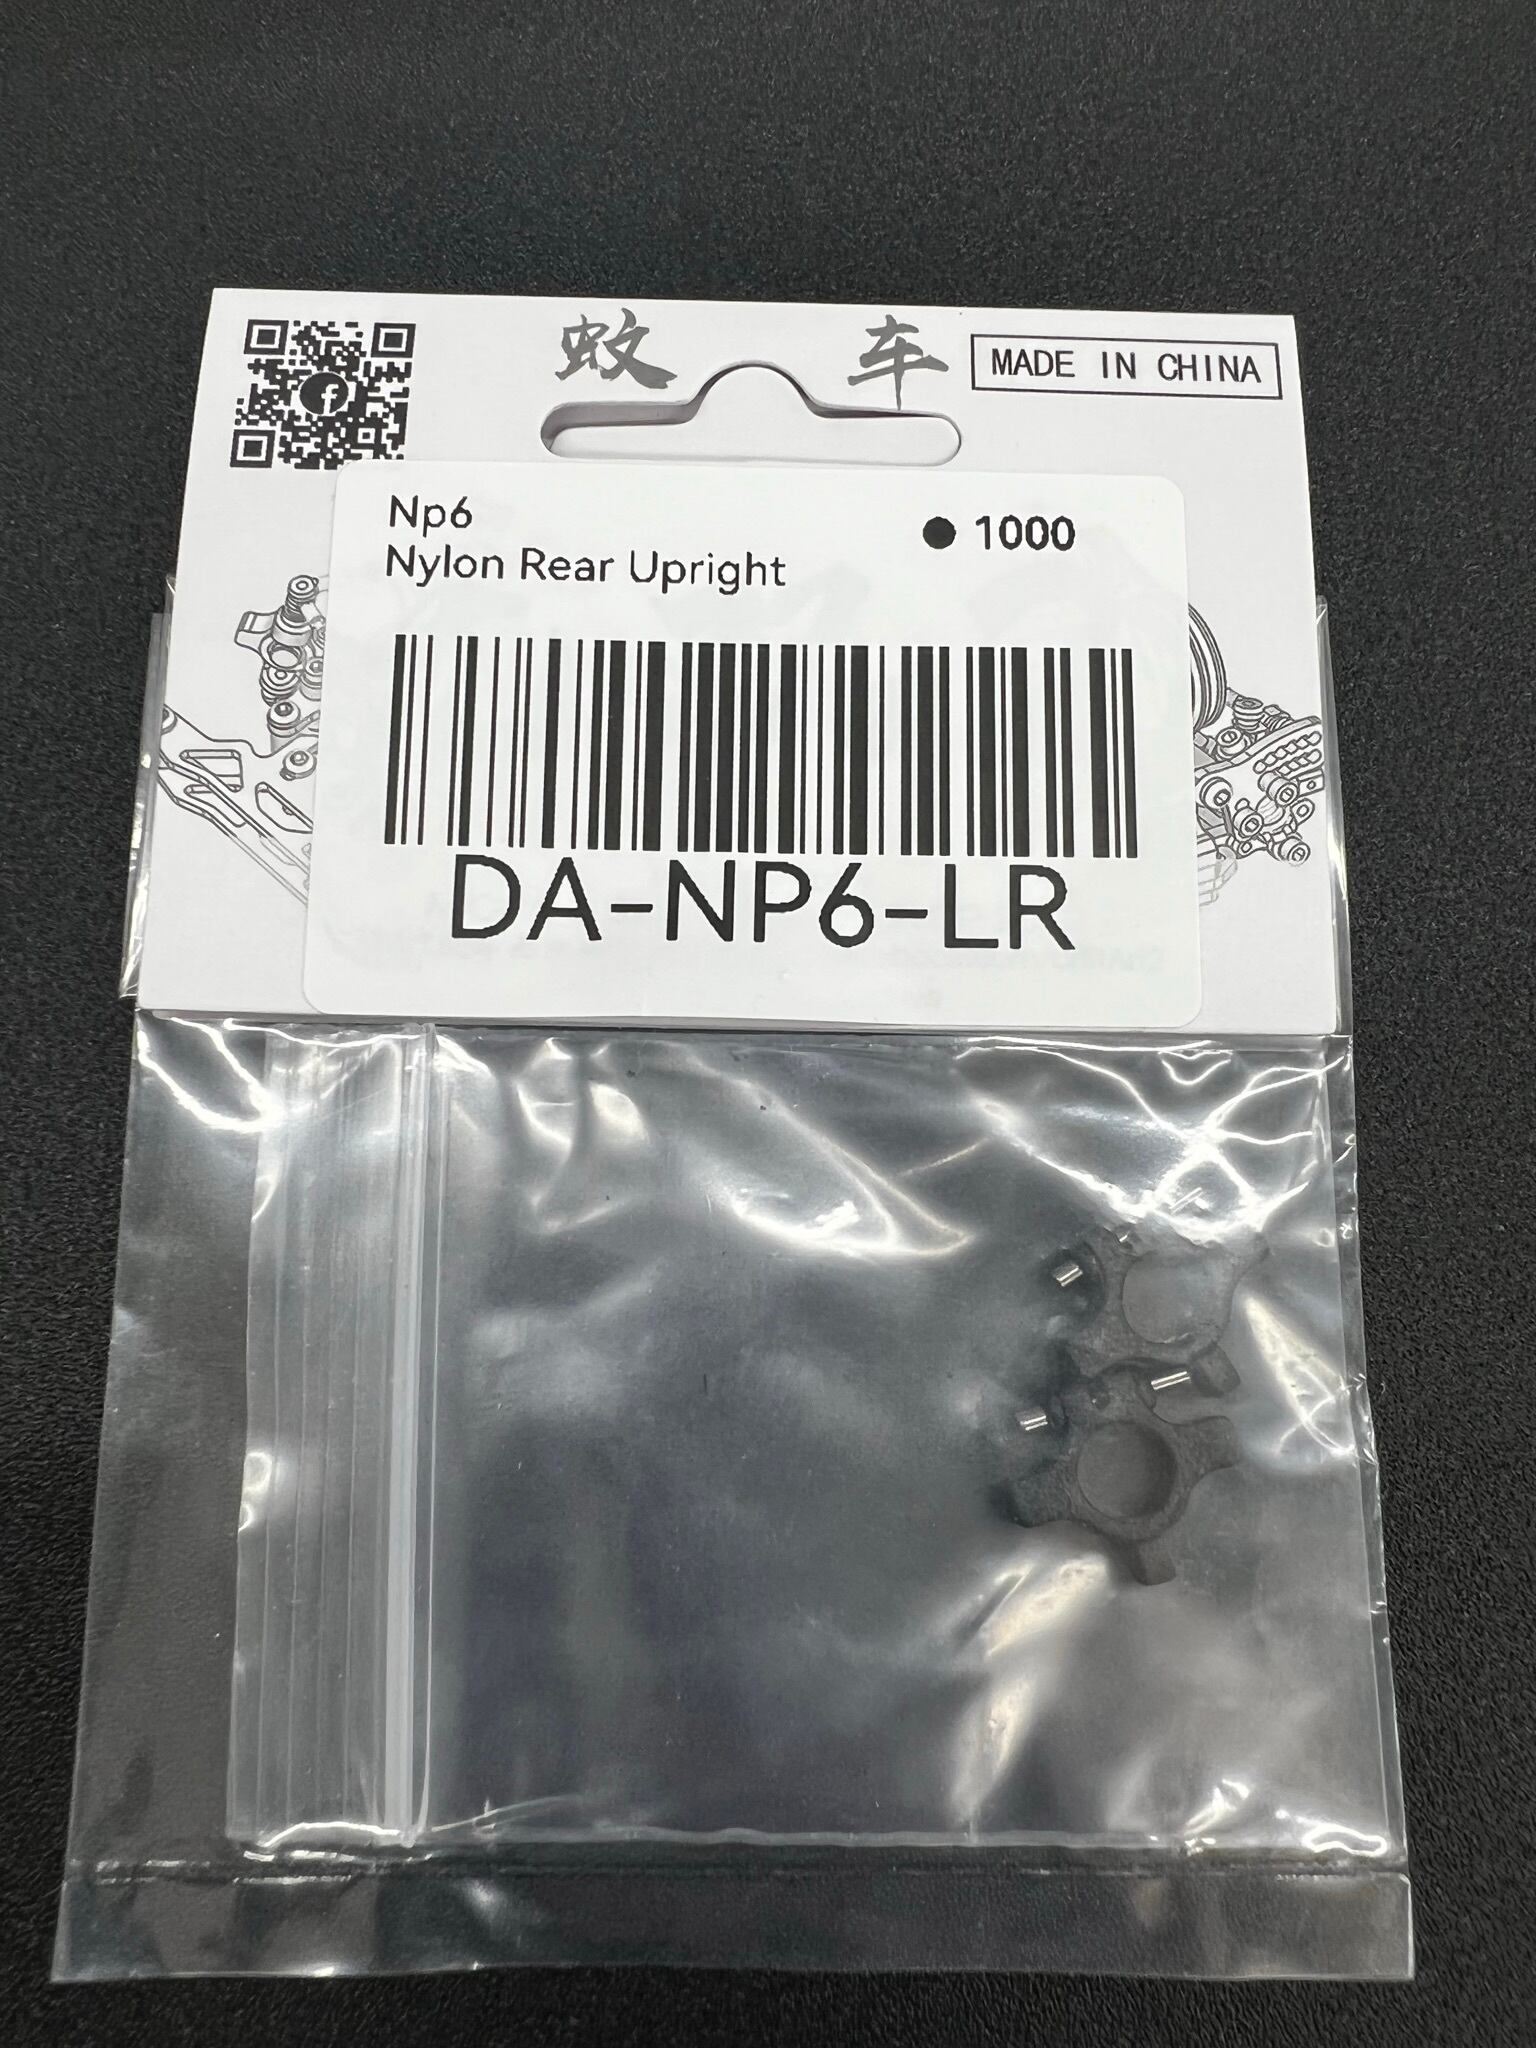 蚊车
MADE IN CHINA
Np6
● 1000
Nylon Rear Upright
DA-NP6-LR